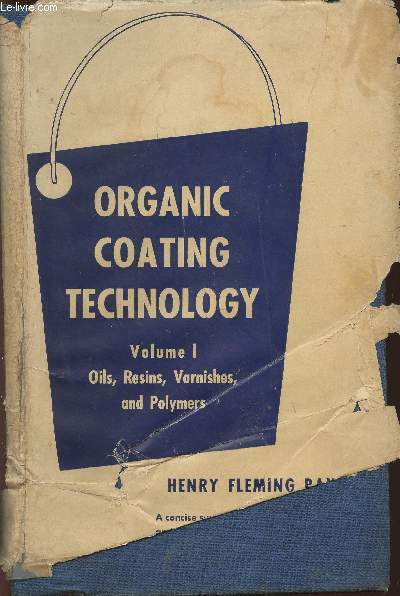 Le-livre.com
ORGANIC
COATING
TECHNOLOGY
Volume I
Oils, Resins, Varnishes,
and Polymers
HENRY FLEMING
A concise